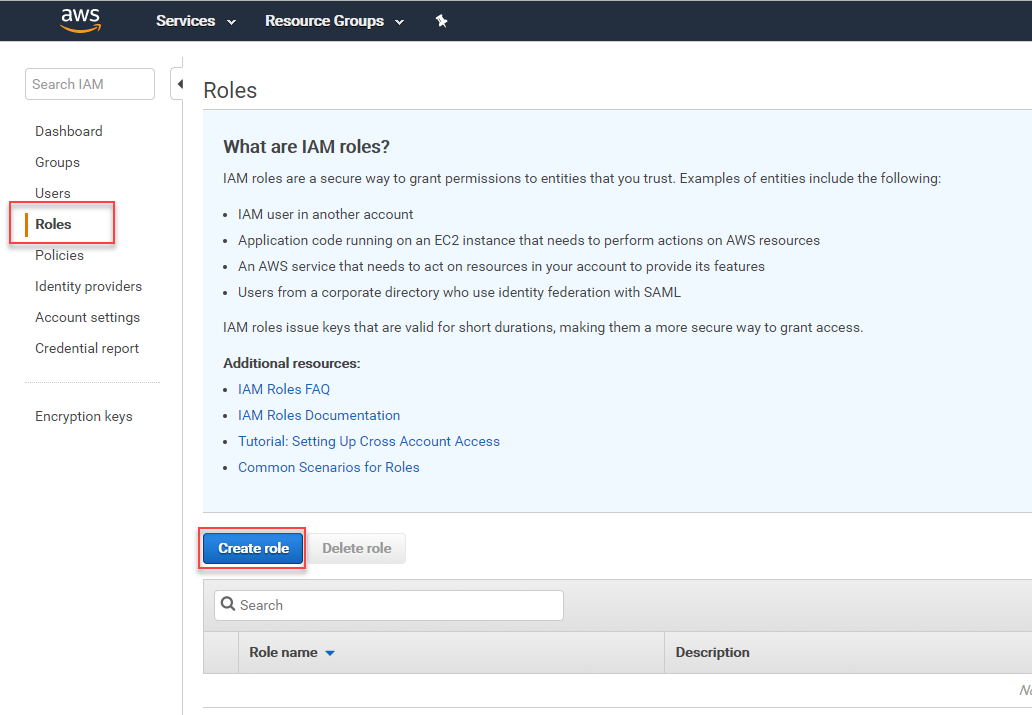 aws
Services
Resource Groups
Search IAM
Dashboard
Groups
Users
Roles
Policies
Identity providers
Account settings
Credential report
Encryption keys
Roles
What are IAM roles?
IAM roles are a secure way to grant permissions to entities that you trust. Examples of entities include the following:
IAM user in another account
Application code running on an EC2 instance that needs to perform actions on AWS resources
An AWS service that needs to act on resources in your account to provide its features
Users from a corporate directory who use identity federation with SAML
IAM roles issue keys that are valid for short durations, making them a more secure way to grant access.
Additional resources:
IAM Roles FAQ
IAM Roles Documentation
Tutorial: Setting Up Cross Account Access
Common Scenarios for Roles
Create role
Delete role
Search
Role name
Description